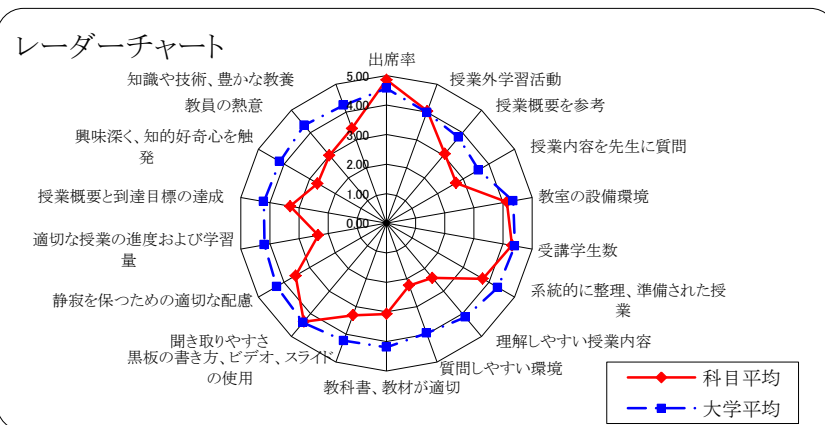 レーダーチャート
出席率
授業外学習活動
授業概要を参考
授業内容を先生に質問
教室の設備環境
受講学生数
系統的に整理、準備された授
業
理解しやすい授業内容
質問しやすい環境
教科書、教材が適切
黒板の書き方、ビデオ、スライド
の使用
聞き取りやすさ
静寂を保つための適切な配慮
適切な授業の進度および学習
量
授業概要と到達目標の達成
興味深く、知的好奇心を触
発
教員の熱意
知識や技術、豊かな教養
5.00
4.00
3.00
2.00
1.00
0.00
科目平均
大学平均